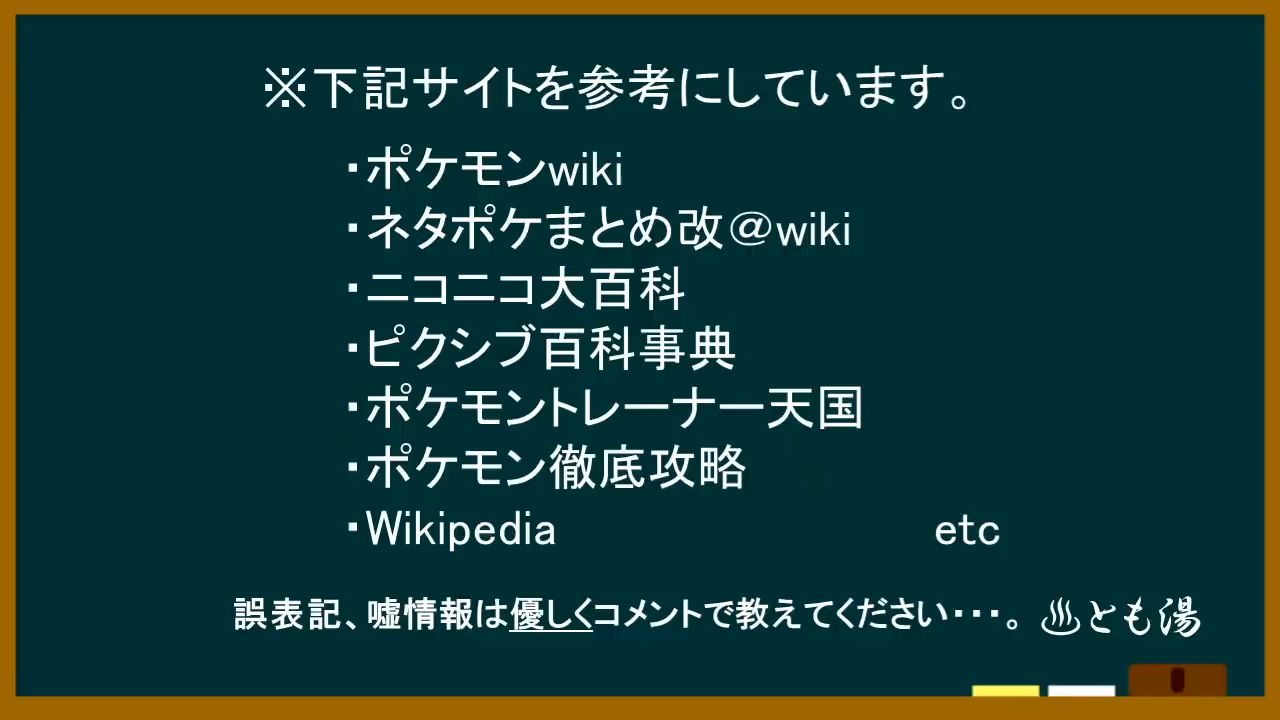 ※下記サイトを参考にしています。
・ポケモンwiki
・ネタポケまとめ改＠wiki
・ニコニコ大百科
・ピクシブ百科事典
・ポケモントレーナー天国
・ポケモン徹底攻略
・Wikipedia etc
誤表記、嘘情報は優しくコメントで教えてください・・・。 ♨とも湯